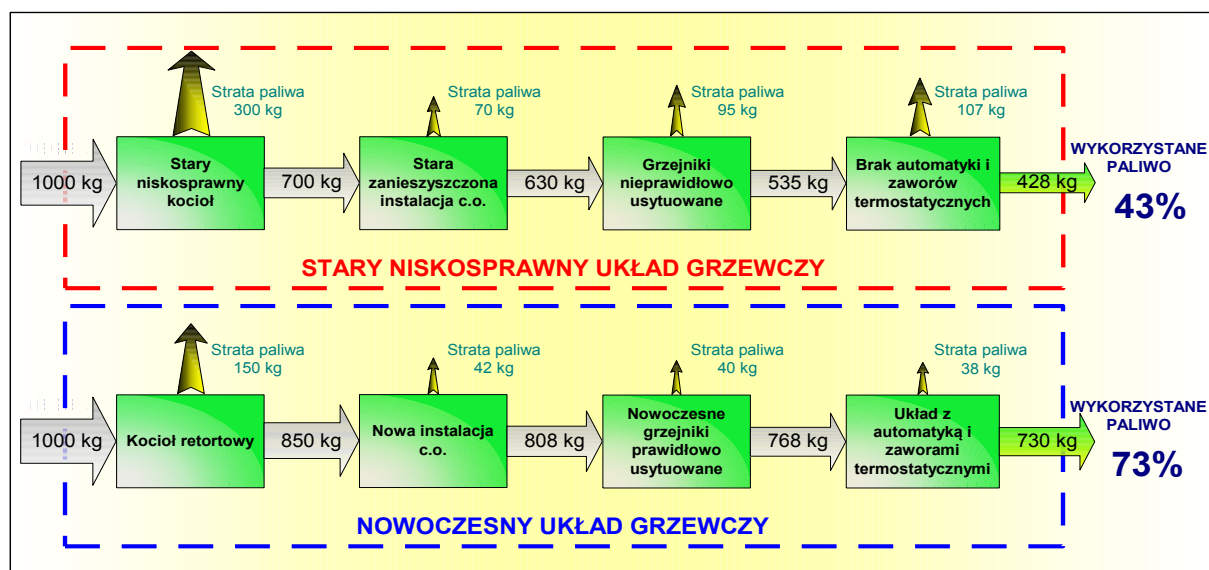 Strata paliwa
300 kg
Strata paliwa
70 kg
Strata paliwa
95 kg
Strata paliwa
107 kg
1000 kg
Stary
niskosprawny
kocioł
700 kg
Stara
zanieszyszczona
instalacja c.o.
630 kg
Grzejniki
nieprawidłowo
usytuowane
535 kg
Brak automatyki i
zaworów
termostatycznych
428 kg
WYKORZYSTANE
PALIWO
43%
STARY NISKOSPRAWNY UKŁAD GRZEWCZY
Strata paliwa
150 kg
Strata paliwa
42 kg
Strata paliwa
40 kg
Strata paliwa
38 kg
1000 kg
Kocioł retortowy
850 kg
Nowa instalacja
c.o.
808 kg
Nowoczesne
grzejniki
prawidłowo
usytuowane
768 kg
Układ z
automatyką i
zaworami
termostatycznymi
730 kg
WYKORZYSTANE
PALIWO
73%
NOWOCZESNY UKŁAD GRZEWCZY